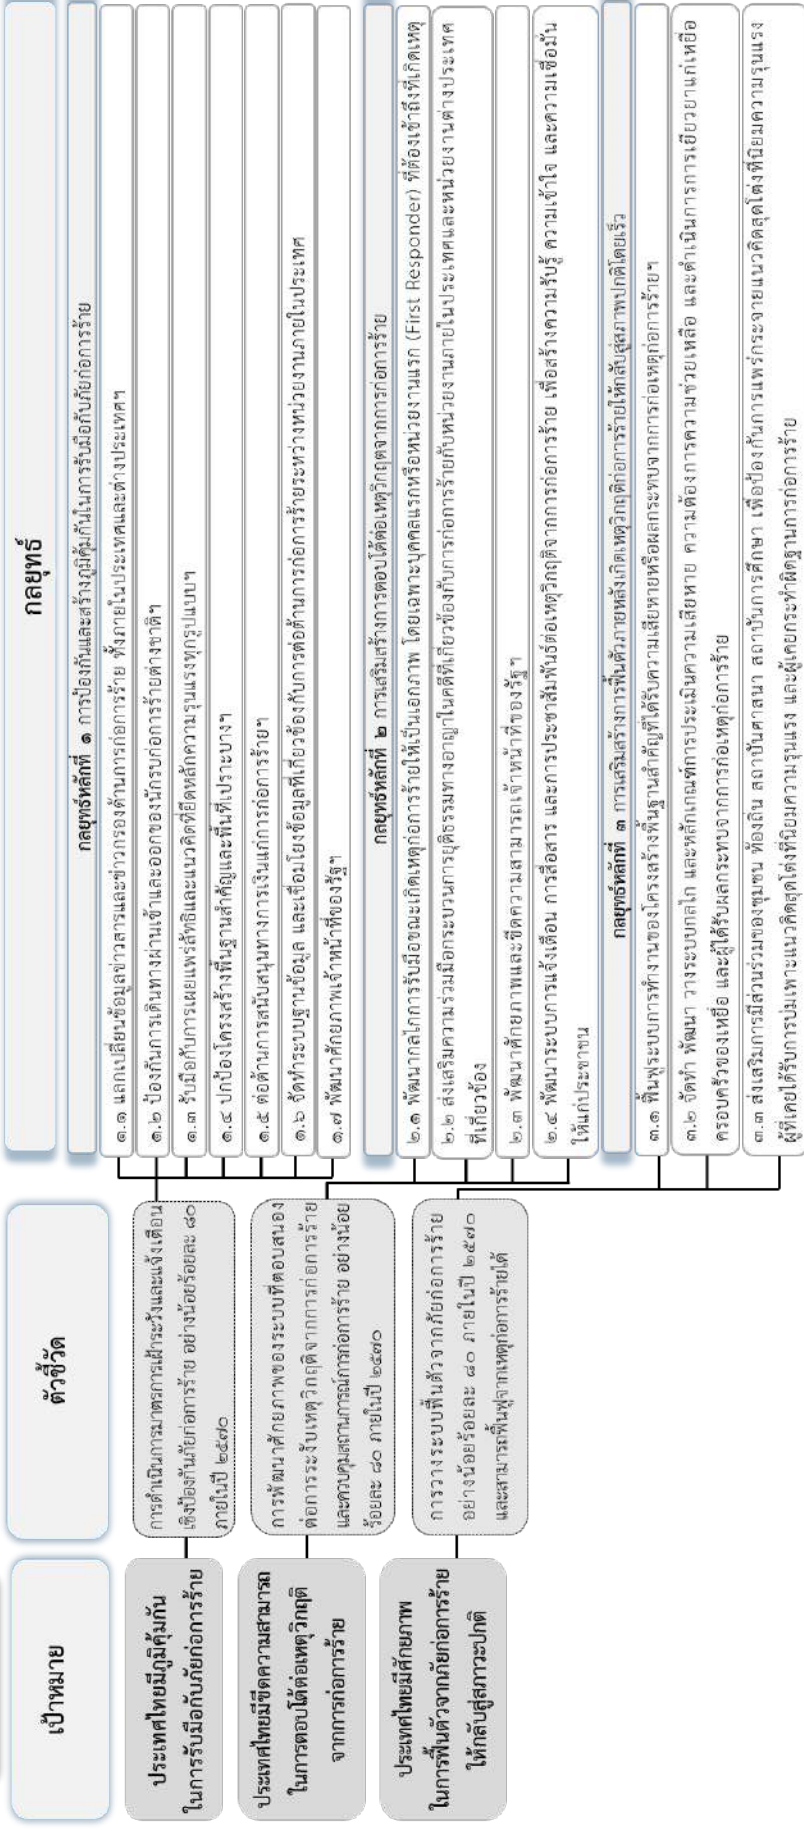 เป้าหมาย
ประเทศไทยมีภูมิคุ้มกัน
ในการรับมือกับภัยก่อการร้าย
ประเทศไทยมีขีดความสามารถ
ในการตอบโต้ต่อเหตุวิกฤติ
จากการก่อการร้าย
ประเทศไทยมีศักยภาพ
ในการฟื้นตัวจากภัยก่อการร้าย
ให้กลับสู่สภาวะปกติ
ตัวชี้วัด
การดำเนินการมาตรการเฝ้าระวังและแจ้งเตือน
เชิงป้องกันภัยก่อการร้าย อย่างน้อยร้อยละ ๘๐
ภายในปี ๒๕๗๐
การพัฒนาศักยภาพของระบบที่ตอบสนอง
ต่อการระงับเหตุวิกฤติจากการก่อการร้าย
และควบคุมสถานการณ์การก่อการร้าย อย่างน้อย
ร้อยละ ๘๐ ภายในปี ๒๕๗๐
การวางระบบฟื้นตัวจากภัยก่อการร้าย
อย่างน้อยร้อยละ ๘๐ ภายในปี ๒๕๗๐
และสามารถฟื้นฟูจากเหตุก่อการร้ายได้
กลยุทธ์
กลยุทธ์หลักที่ ๑ การป้องกันและสร้างภูมิคุ้มกันในการรับมือกับภัยก่อการร้าย
๑.๑ แลกเปลี่ยนข้อมูลข่าวสารและข่าวกรองด้านการก่อการร้าย ทั้งภายในประเทศและต่างประเทศฯ
๑.๒ ป้องกันการเดินทางผ่านเข้าและออกของนักรบก่อการร้ายต่างชาติฯ
๑.๓ รับมือกับการเผยแพร่ลัทธิและแนวคิดที่ยึดหลักความรุนแรงทุกรูปแบบฯ
๑.๔ ปกป้องโครงสร้างพื้นฐานสำคัญและพื้นที่เปราะบางฯ
๑.๕ ต่อต้านการสนับสนุนทางการเงินแก่การก่อการร้ายฯ
๑.๖ จัดทำระบบฐานข้อมูล และเชื่อมโยงข้อมูลที่เกี่ยวข้องกับการต่อต้านการก่อการร้ายระหว่างหน่วยงานภายในประเทศ
๑.๗ พัฒนาศักยภาพเจ้าหน้าที่ของรัฐฯ
กลยุทธ์หลักที่ ๒ การเสริมสร้างการตอบโต้ต่อเหตุวิกฤตจากการก่อการร้าย
๒.๑ พัฒนากลไกการรับมือขณะเกิดเหตุก่อการร้ายให้เป็นเอกภาพ โดยเฉพาะบุคคลแรกหรือหน่วยงานแรก (First Responder) ที่ต้องเข้าถึงที่เกิดเหตุ
๒.๒ ส่งเสริมความร่วมมือกระบวนการยุติธรรมทางอาญาในคดีที่เกี่ยวข้องกับการก่อการร้ายกับหน่วยงานภายในประเทศและหน่วยงานต่างประเทศ
ที่เกี่ยวข้อง
๒.๓ พัฒนาศักยภาพและขีดความสามารถเจ้าหน้าที่ของรัฐฯ
๒.๔ พัฒนาระบบการแจ้งเตือน การสื่อสาร และการประชาสัมพันธ์ต่อเหตุวิกฤติจากการก่อการร้าย เพื่อสร้างความรับรู้ ความเข้าใจ และความเชื่อมั่น
ให้แก่ประชาชน
กลยุทธ์หลักที่ ๓ การเสริมสร้างการฟื้นตัวภายหลังเกิดเหตุวิกฤติก่อการร้ายให้กลับสู่สภาพปกติโดยเร็ว
๓.๑ ฟื้นฟูระบบการทำงานของโครงสร้างพื้นฐานสำคัญที่ได้รับความเสียหายหรือผลกระทบจากการก่อเหตุก่อการร้ายฯ
๓.๒ จัดทำ พัฒนา วางระบบกลไก และหลักเกณฑ์การประเมินความเสียหาย ความต้องการความช่วยเหลือ และดำเนินการการเยียวยาแก่เหยื่อ
ครอบครัวของเหยื่อ และผู้ได้รับผลกระทบจากการก่อเหตุก่อการร้าย
๓.๓ ส่งเสริมการมีส่วนร่วมของชุมชน ท้องถิ่น สถาบันศาสนา สถาบันการศึกษา เพื่อป้องกันการแพร่กระจายแนวคิดสุดโต่งที่นิยมความรุนแรง
ผู้ที่เคยได้รับการบ่มเพาะแนวคิดสุดโต่งที่นิยมความรุนแรง และผู้เคยกระทำผิดฐานการก่อการร้าย